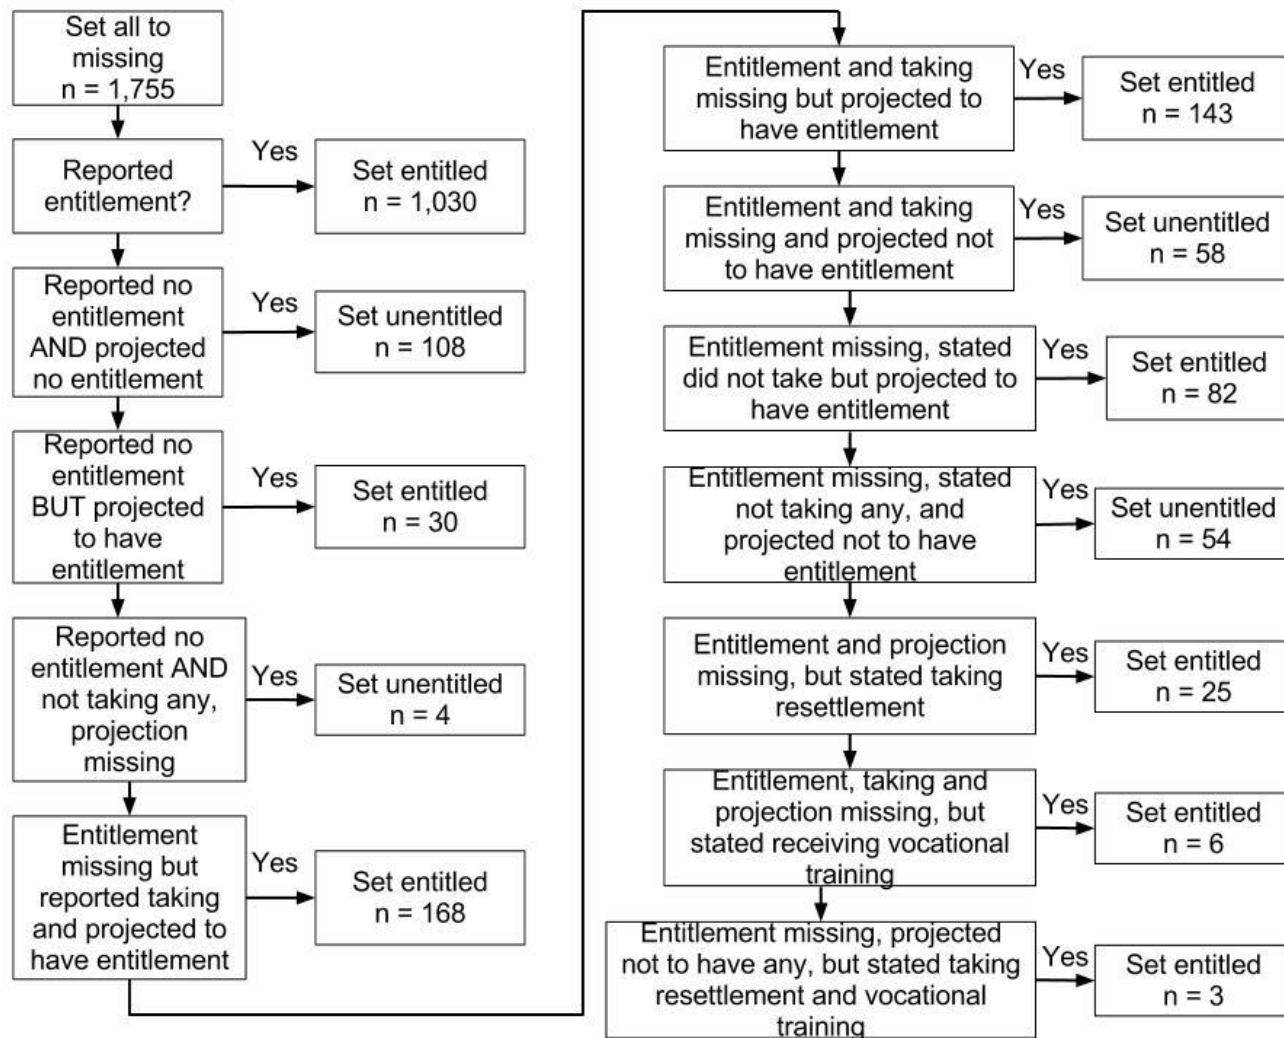 Set all to
missing
n = 1,755
Reported
entitlement?
Yes
Set entitled
n = 1,030
Reported no
entitlement
AND projected
no entitlement
Yes
Set unentitled
n = 108
Reported no
entitlement
BUT projected
to have
entitlement
Yes
Set entitled
n = 30
Reported no
entitlement AND
not taking any,
projection
missing
Yes
Set unentitled
n = 4
Entitlement
missing but
reported taking
and projected to
have entitlement
Yes
Set entitled
n = 168
Entitlement and taking
missing but projected to
have entitlement
Yes
Set entitled
n = 143
Entitlement and taking
missing and projected not
to have entitlement
Yes
Set unentitled
n = 58
Entitlement missing, stated
did not take but projected to
have entitlement
Yes
Set entitled
n = 82
Entitlement missing, stated
not taking any, and
projected not to have
entitlement
Yes
Set unentitled
n = 54
Entitlement and projection
missing, but stated taking
resettlement
Yes
Set entitled
n = 25
Entitlement, taking and
projection missing, but
stated receiving vocational
training
Yes
Set entitled
n = 6
Entitlement missing, projected
not to have any, but stated taking
resettlement and vocational
training
Yes
Set entitled
n = 3